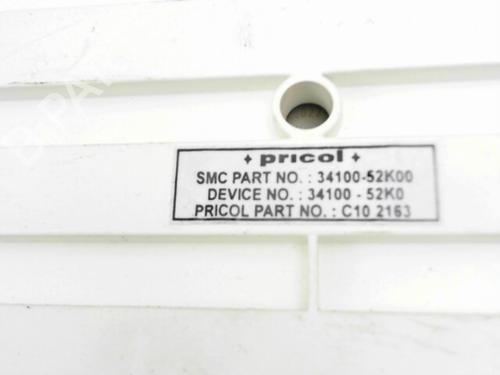 ✦ pricol ✦
SMC PART NO. : 34100-52K00
DEVICE NO. : 34100 - 52K0
PRICOL PART NO. : C10 2163